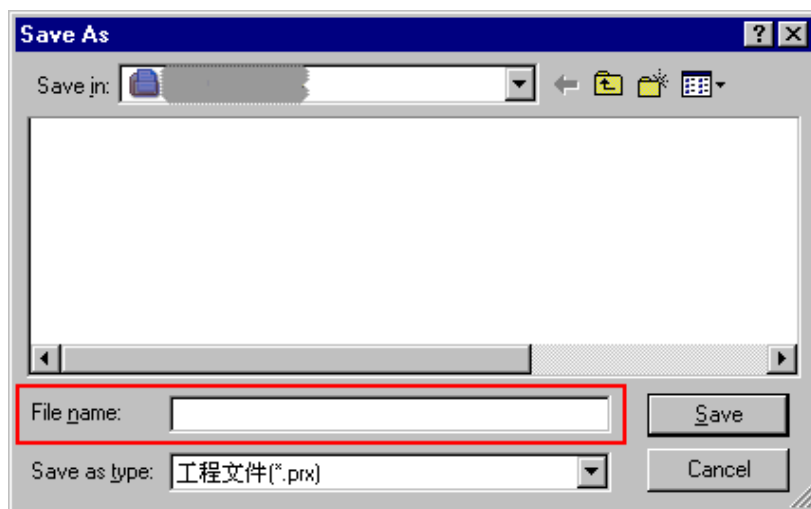 Save As
Save in:
File name:
Save
Save as type: 工程文件(*.prx)
Cancel